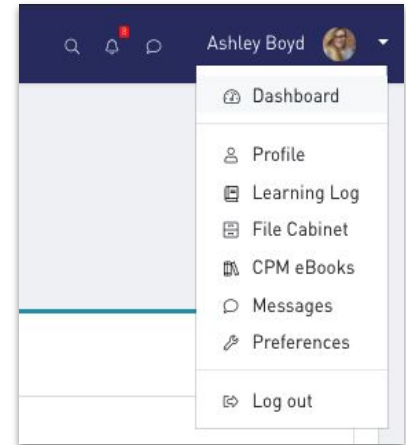 Ashley Boyd
Dashboard
Profile
Learning Log
File Cabinet
CPM eBooks
Messages
Preferences
Log out